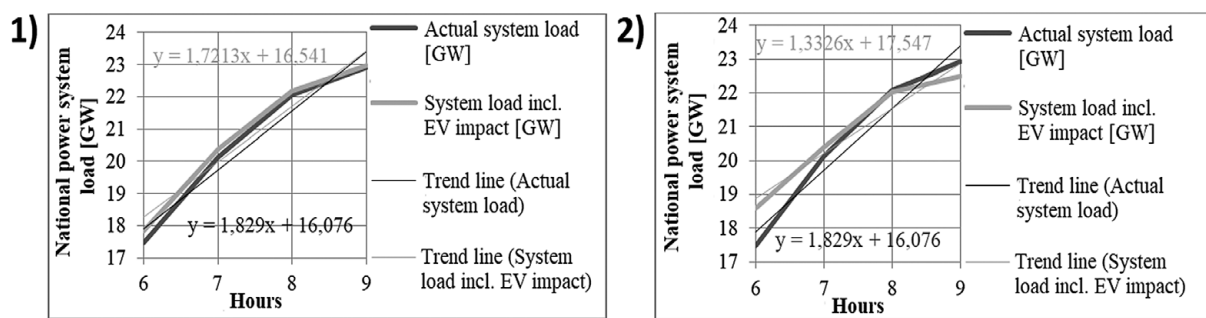 1)
National power system
load [GW]
24
23
22
21
20
19
18
17
y = 1,7213x + 16,541
y = 1,829x + 16,076
6 7 8 9
Hours
Actual system load
[GW]
System load incl.
EV impact [GW]
Trend line (Actual
system load)
Trend line (System
load incl. EV impact)
2)
National power system
load [GW]
24
23
22
21
20
19
18
17
y = 1,3326x + 17,547
y = 1,829x + 16,076
6 7 8 9
Hours
Actual system load
[GW]
System load incl.
EV impact [GW]
Trend line (Actual
system load)
Trend line (System
load incl. EV impact)